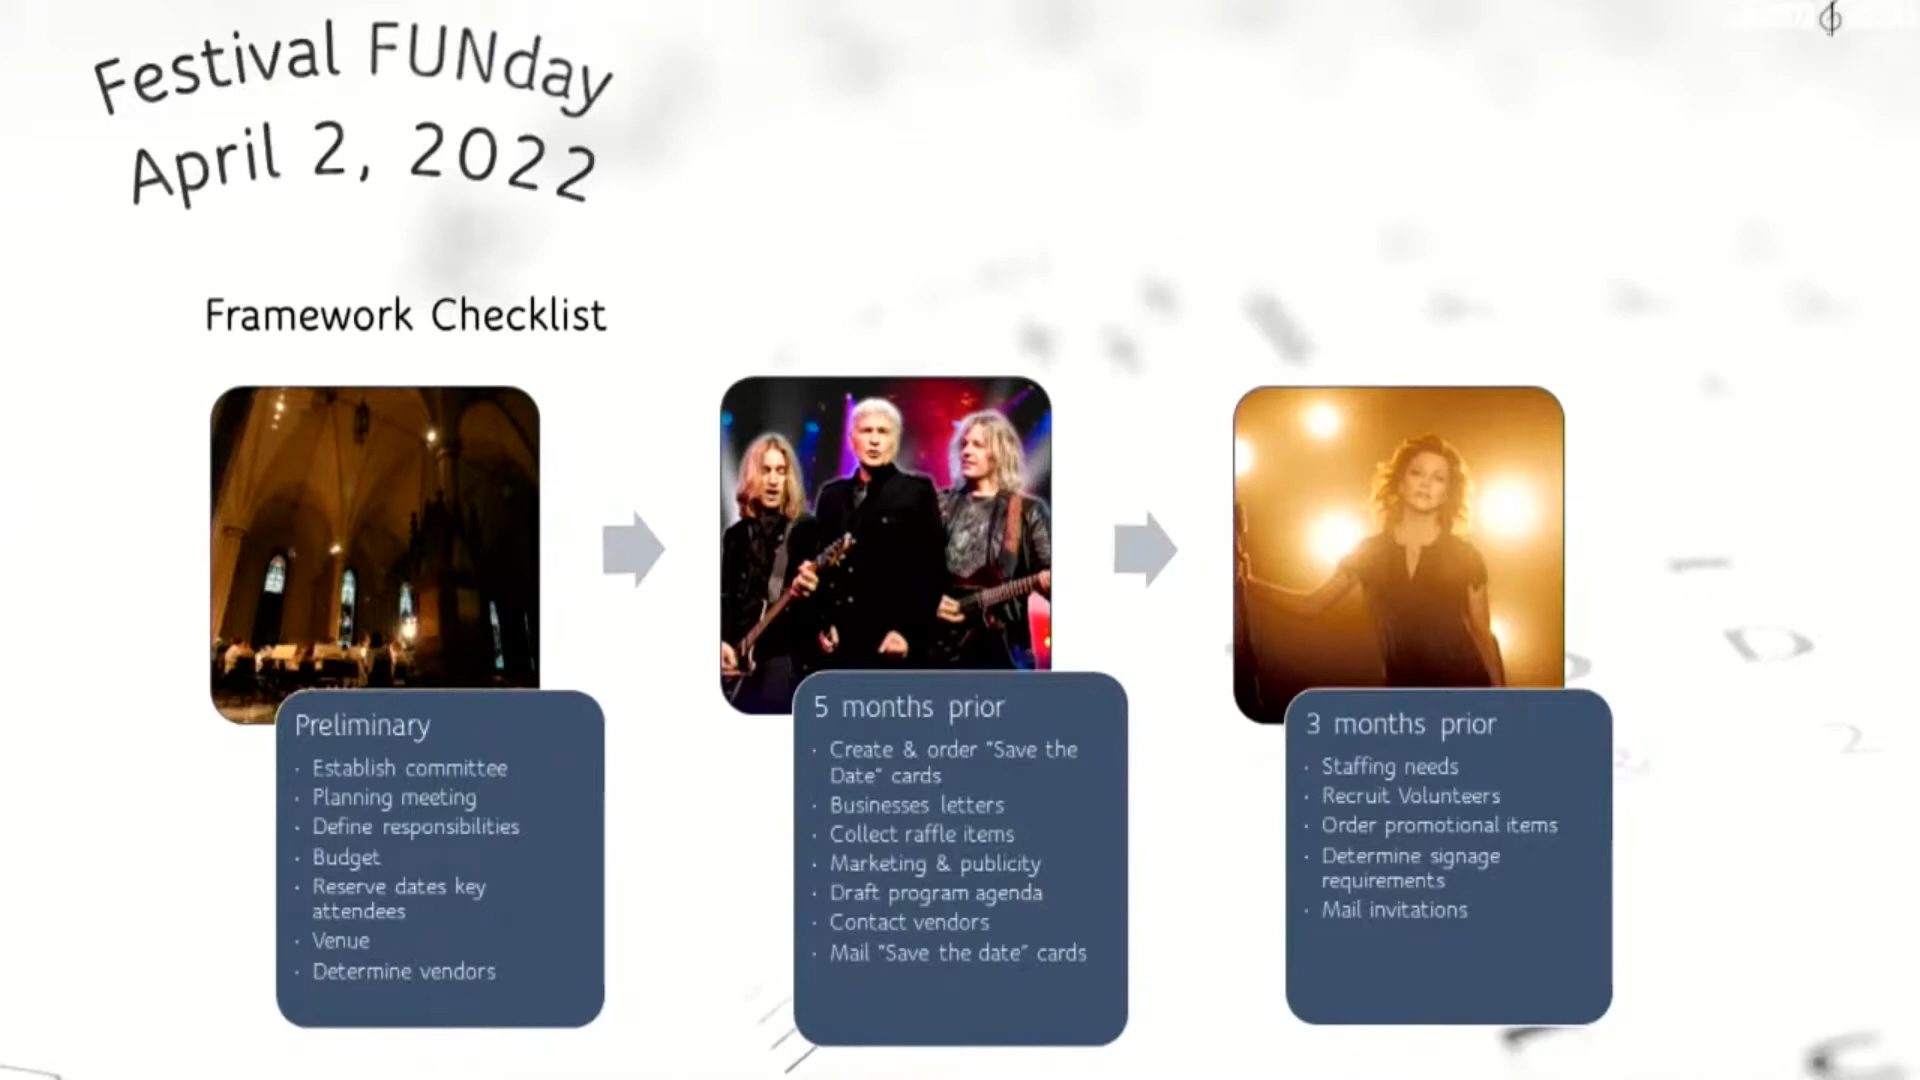 Festival FUNday
April 2, 2022
Framework Checklist
Preliminary
· Establish committee
· Planning meeting
· Define responsibilities
· Budget
· Reserve dates key
attendees
· Venue
· Determine vendors
5 months prior
· Create & order "Save the
Date" cards
· Businesses letters
· Collect raffle items
· Marketing & publicity
· Draft program agenda
· Contact vendors
· Mail "Save the date" cards
3 months prior
· Staffing needs
· Recruit Volunteers
· Order promotional items
· Determine signage
requirements
· Mail invitations